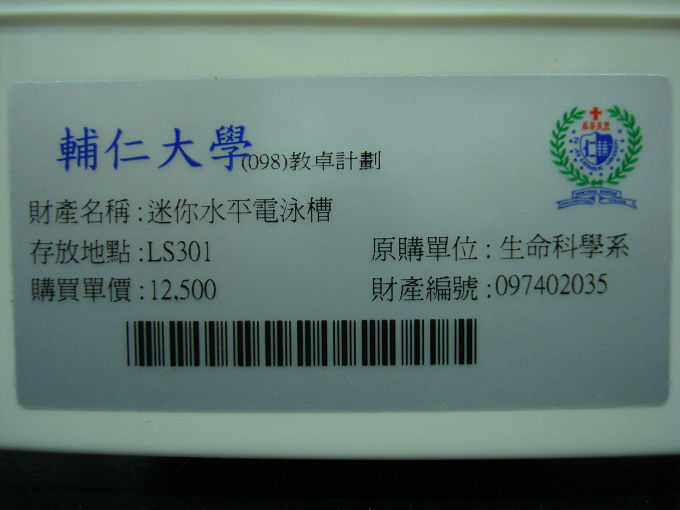 輔仁大學(098)教卓計劃
財產名稱:迷你水平電泳槽
存放地點:LS301 原購單位:生命科學系
購買單價:12,500 財產編號:097402035